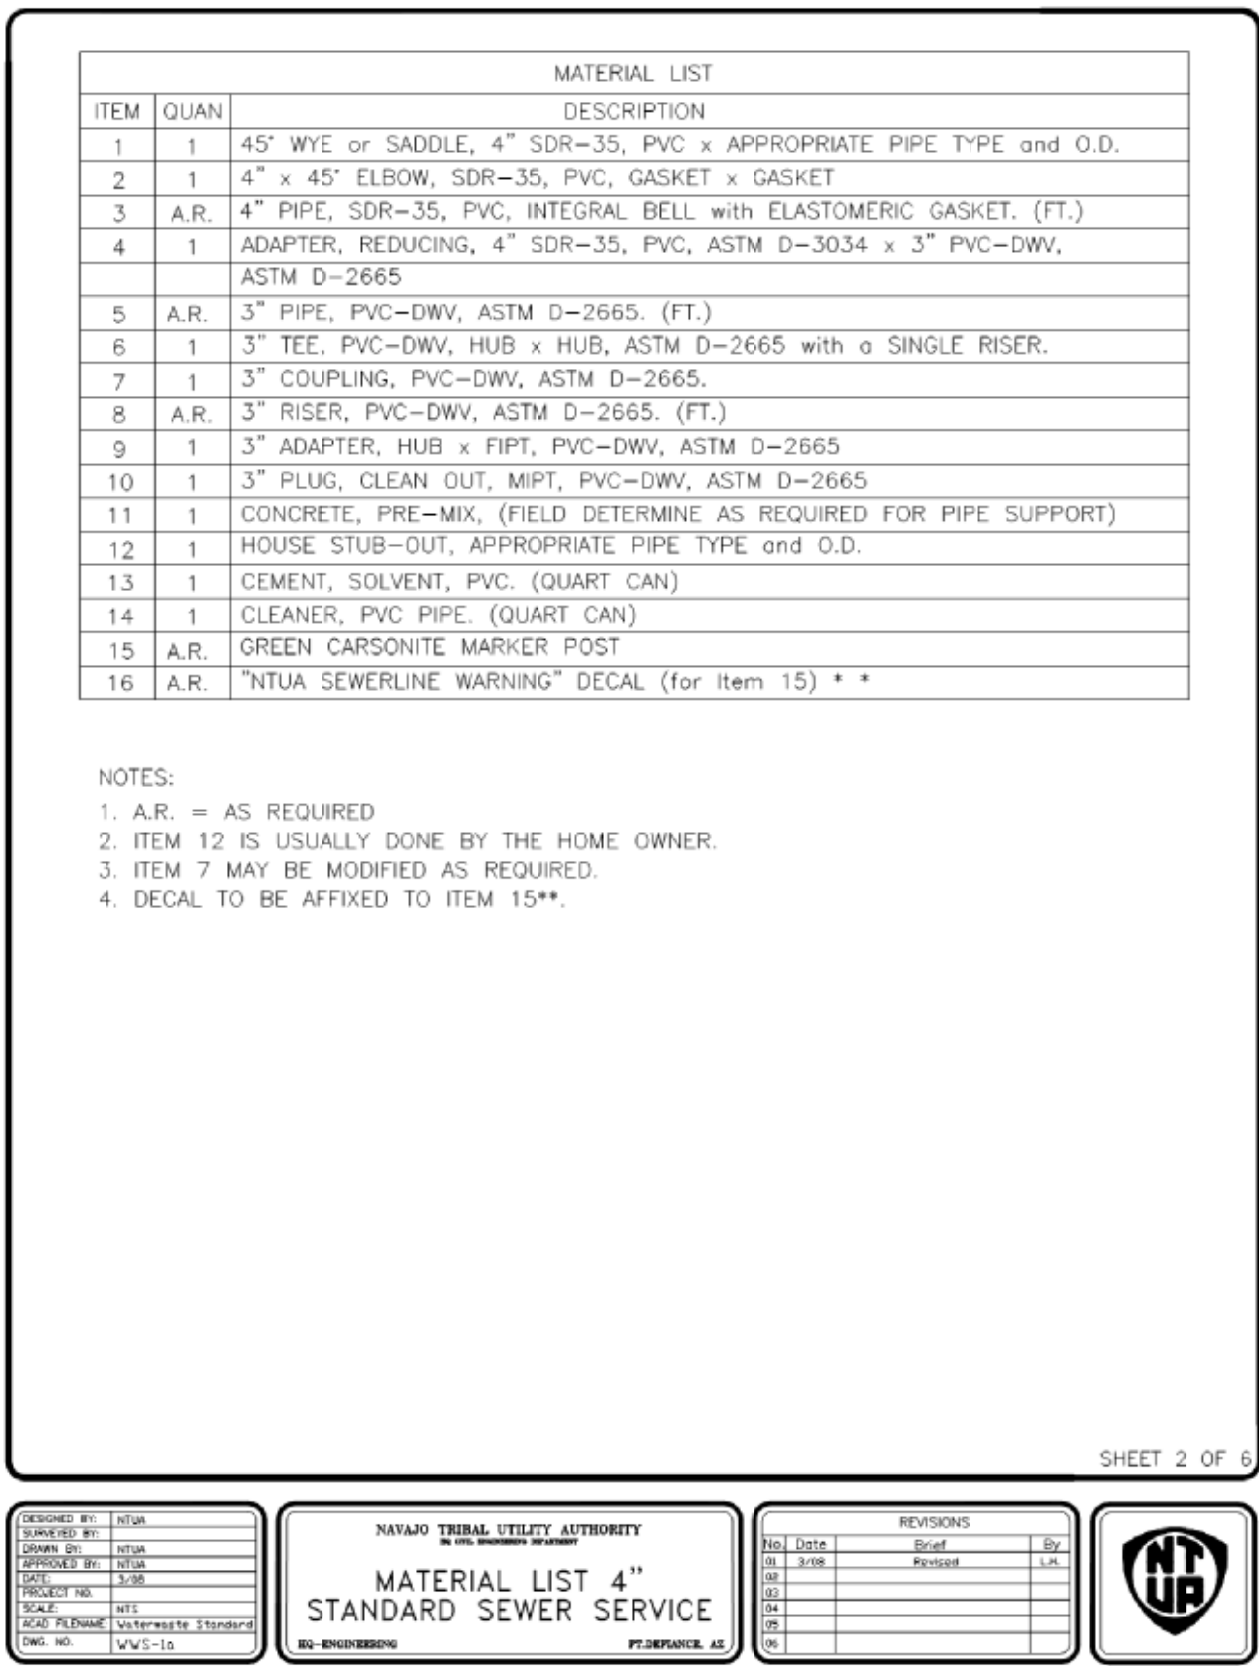 MATERIAL LIST
ITEM QUAN DESCRIPTION
1 1 45° WYE or SADDLE, 4" SDR-35, PVC x APPROPRIATE PIPE TYPE and O.D.
2 1 4" x 45° ELBOW, SDR-35, PVC, GASKET x GASKET
3 A.R. 4" PIPE, SDR-35, PVC, INTEGRAL BELL with ELASTOMERIC GASKET. (FT.)
4 1 ADAPTER, REDUCING, 4" SDR-35, PVC, ASTM D-3034 x 3" PVC-DWV,
ASTM D-2665
5 A.R. 3" PIPE, PVC-DWV, ASTM D-2665. (FT.)
6 1 3" TEE, PVC-DWV, HUB x HUB, ASTM D-2665 with a SINGLE RISER.
7 1 3" COUPLING, PVC-DWV, ASTM D-2665.
8 A.R. 3" RISER, PVC-DWV, ASTM D-2665. (FT.)
9 1 3" ADAPTER, HUB x FIPT, PVC-DWV, ASTM D-2665
10 1 3" PLUG, CLEAN OUT, MIPT, PVC-DWV, ASTM D-2665
11 1 CONCRETE, PRE-MIX, (FIELD DETERMINE AS REQUIRED FOR PIPE SUPPORT)
12 1 HOUSE STUB-OUT, APPROPRIATE PIPE TYPE and O.D.
13 1 CEMENT, SOLVENT, PVC. (QUART CAN)
14 1 CLEANER, PVC PIPE. (QUART CAN)
15 A.R. GREEN CARSONITE MARKER POST
16 A.R. "NTUA SEWERLINE WARNING" DECAL (for Item 15) * *
NOTES:
1. A.R. = AS REQUIRED
2. ITEM 12 IS USUALLY DONE BY THE HOME OWNER.
3. ITEM 7 MAY BE MODIFIED AS REQUIRED.
4. DECAL TO BE AFFIXED TO ITEM 15**.
SHEET 2 OF 6
DESIGNED BY: NTUA
SURVEYED BY:
DRAWN BY: NTUA
APPROVED BY: NTUA
DATE: 3/08
PROJECT NO.
SCALE: NTS
ACAD FILENAME Waterwaste Standard
DWG. NO. WWS-1a
NAVAJO TRIBAL UTILITY AUTHORITY
HQ CIVIL ENGINEERING DEPARTMENT
MATERIAL LIST 4"
STANDARD SEWER SERVICE
HQ-ENGINEERING FT.DEFIANCE, AZ
REVISIONS
No. Date Brief By
01 3/08 Revised L.H.
02
03
04
05
06
NT
UA